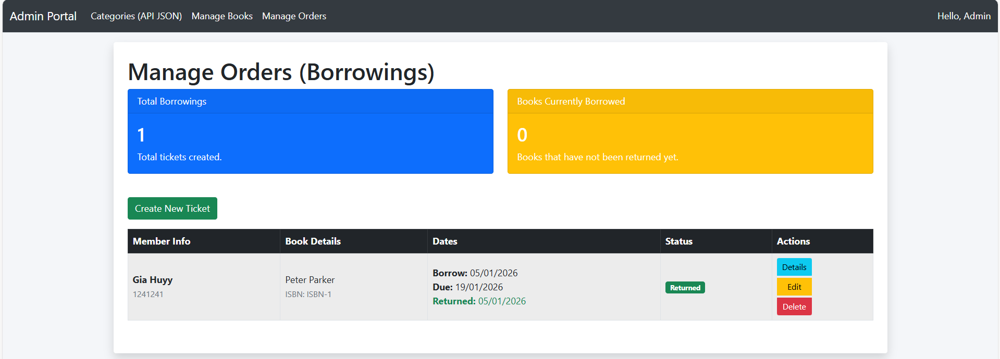 Admin Portal Categories (API JSON) Manage Books Manage Orders Hello, Admin
Manage Orders (Borrowings)
Total Borrowings
1
Total tickets created.
Books Currently Borrowed
0
Books that have not been returned yet.
Create New Ticket
Member Info Book Details Dates Status Actions
Gia Huyy
1241241
Peter Parker
ISBN: ISBN-1
Borrow: 05/01/2026
Due: 19/01/2026
Returned: 05/01/2026
Returned
Details
Edit
Delete